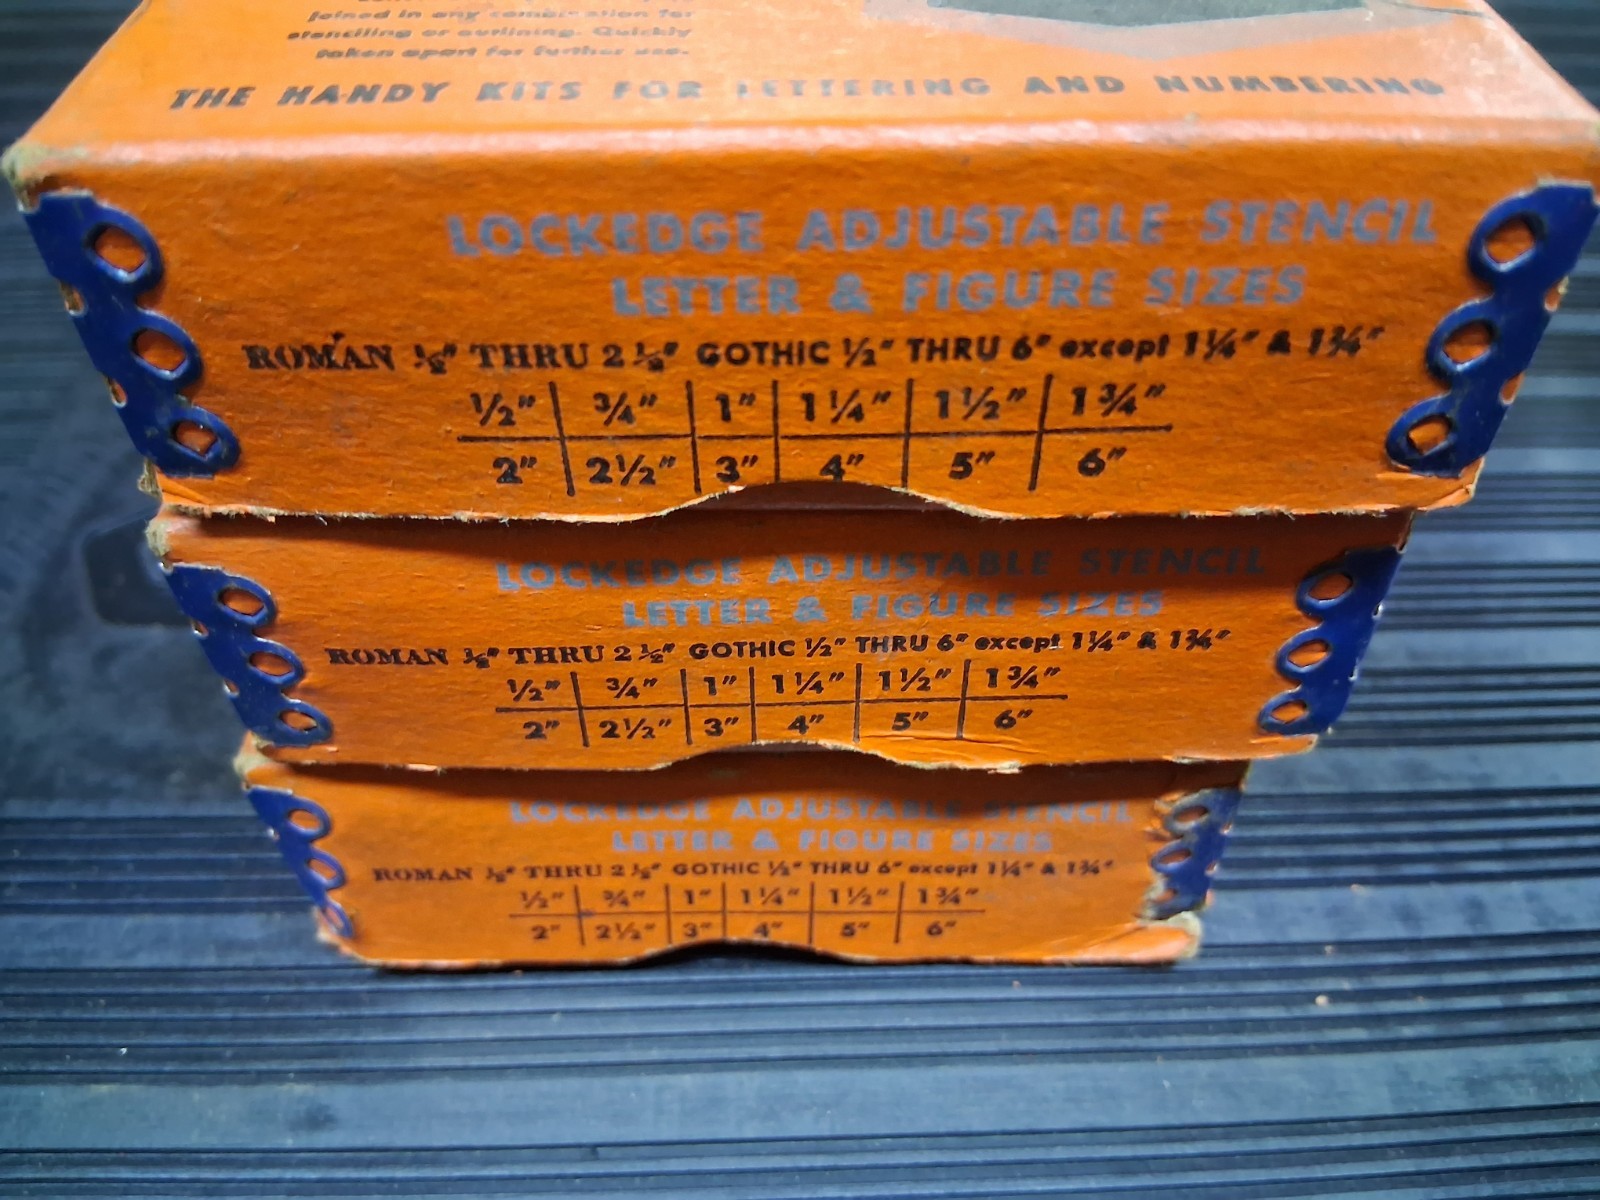 joined in any combination for
stenciling or outlining. Quickly
taken apart for further use.
THE HANDY KITS FOR LETTERING AND NUMBERING
LOCKEDGE ADJUSTABLE STENCIL
LETTER & FIGURE SIZES
ROMAN ½" THRU 2½" GOTHIC ½" THRU 6" except 1¼" & 1¾"
½" ¾" 1" 1¼" 1½" 1¾"
2" 2½" 3" 4" 5" 6"
LOCKEDGE ADJUSTABLE STENCIL
LETTER & FIGURE SIZES
ROMAN ½" THRU 2½" GOTHIC ½" THRU 6" except 1¼" & 1¾"
½" ¾" 1" 1¼" 1½" 1¾"
2" 2½" 3" 4" 5" 6"
LOCKEDGE ADJUSTABLE STENCIL
LETTER & FIGURE SIZES
ROMAN ½" THRU 2½" GOTHIC ½" THRU 6" except 1¼" & 1¾"
½" ¾" 1" 1¼" 1½" 1¾"
2" 2½" 3" 4" 5" 6"